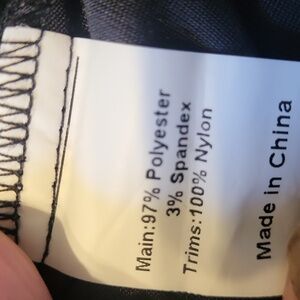 Main:97% Polyester
3% Spandex
Trims:100% Nylon
Made in China